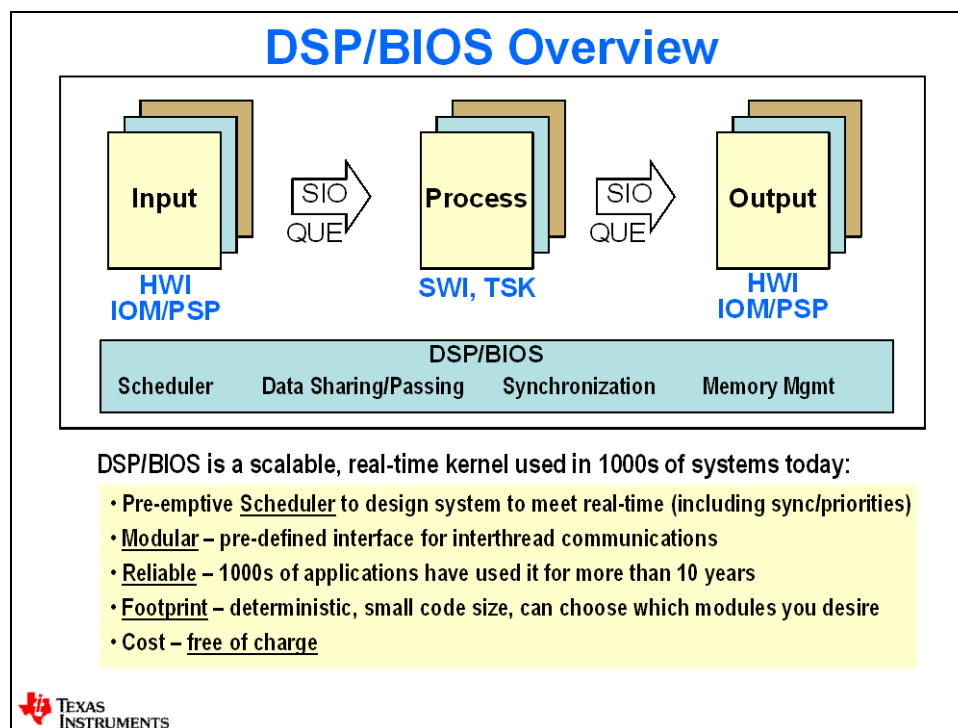 DSP/BIOS Overview
Input
SIO
QUE
Process
SIO
QUE
Output
HWI
IOM/PSP
SWI, TSK
HWI
IOM/PSP
DSP/BIOS
Scheduler Data Sharing/Passing Synchronization Memory Mgmt
DSP/BIOS is a scalable, real-time kernel used in 1000s of systems today:
• Pre-emptive Scheduler to design system to meet real-time (including sync/priorities)
• Modular – pre-defined interface for interthread communications
• Reliable – 1000s of applications have used it for more than 10 years
• Footprint – deterministic, small code size, can choose which modules you desire
• Cost – free of charge
TEXAS
INSTRUMENTS